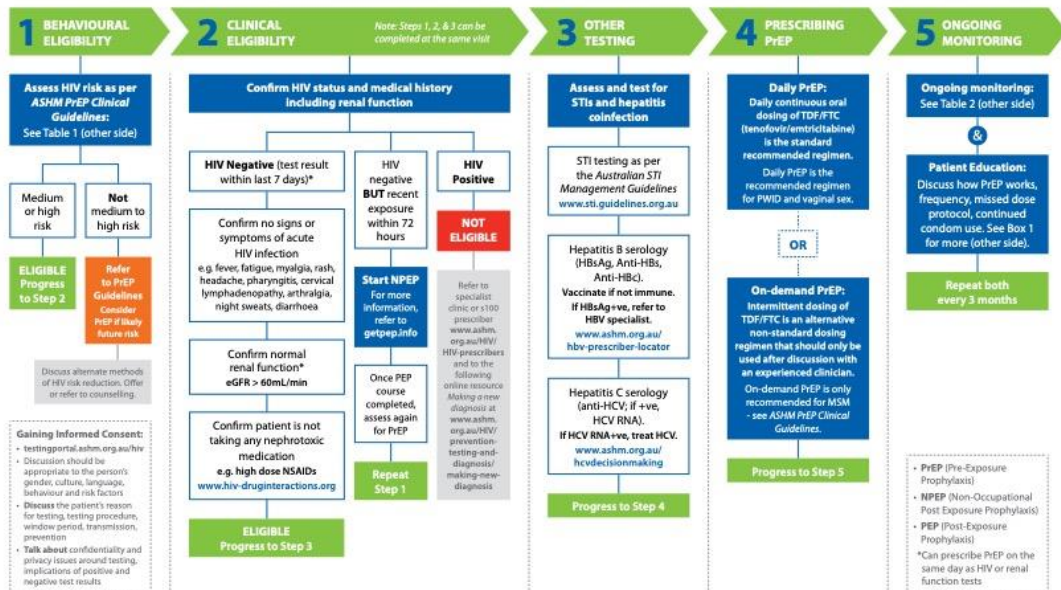 1 BEHAVIOURAL
ELIGIBILITY
Assess HIV risk as per
ASHM PrEP Clinical
Guidelines:
See Table 1 (other side)
Medium
or high
risk
Not
medium to
high risk
ELIGIBLE
Progress
to Step 2
Refer
to PrEP
Guidelines
Consider
PrEP if likely
future risk
Discuss alternate methods
of HIV risk reduction. Offer
or refer to counselling.
Gaining Informed Consent:
• testingportal.ashm.org.au/hiv
• Discussion should be
appropriate to the person's
gender, culture, language,
behaviour and risk factors
• Discuss the patient's reason
for testing, testing procedure,
window period, transmission,
prevention
• Talk about confidentiality and
privacy issues around testing,
implications of positive and
negative test results
2 CLINICAL
ELIGIBILITY
Note: Steps 1, 2, & 3 can be
completed at the same visit
Confirm HIV status and medical history
including renal function
HIV Negative (test result
within last 7 days)*
Confirm no signs or
symptoms of acute
HIV infection
e.g. fever, fatigue, myalgia, rash,
headache, pharyngitis, cervical
lymphadenopathy, arthralgia,
night sweats, diarrhoea
Confirm normal
renal function*
eGFR > 60mL/min
Confirm patient is not
taking any nephrotoxic
medication
e.g. high dose NSAIDs
www.hiv-druginteractions.org
ELIGIBLE
Progress to Step 3
HIV
negative
BUT recent
exposure
within 72
hours
Start NPEP
For more
information,
refer to
getpep.info
Once PEP
course
completed,
assess again
for PrEP
Repeat
Step 1
HIV
Positive
NOT
ELIGIBLE
Refer to
specialist
clinic or s100
prescriber
www.ashm.
org.au/HIV/
HIV-prescribers
and to the
following
online resource
Making a new
diagnosis at
www.ashm.
org.au/HIV/
prevention-
testing-and-
diagnosis/
making-new-
diagnosis
3 OTHER
TESTING
Assess and test for
STIs and hepatitis
coinfection
STI testing as per
the Australian STI
Management Guidelines
www.sti.guidelines.org.au
Hepatitis B serology
(HBsAg, Anti-HBs,
Anti-HBc).
Vaccinate if not immune.
If HBsAg+ve, refer to
HBV specialist.
www.ashm.org.au/
hbv-prescriber-locator
Hepatitis C serology
(anti-HCV; if +ve,
HCV RNA).
If HCV RNA+ve, treat HCV.
www.ashm.org.au/
hcvdecisionmaking
Progress to Step 4
4 PRESCRIBING
PrEP
Daily PrEP:
Daily continuous oral
dosing of TDF/FTC
(tenofovir/emtricitabine)
is the standard
recommended regimen.
Daily PrEP is the
recommended regimen
for PWID and vaginal sex.
OR
On-demand PrEP:
Intermittent dosing of
TDF/FTC is an alternative
non-standard dosing
regimen that should only be
used after discussion with
an experienced clinician.
On-demand PrEP is only
recommended for MSM
- see ASHM PrEP Clinical
Guidelines.
Progress to Step 5
5 ONGOING
MONITORING
Ongoing monitoring:
See Table 2 (other side)
&
Patient Education:
Discuss how PrEP works,
frequency, missed dose
protocol, continued
condom use. See Box 1
for more (other side).
Repeat both
every 3 months
• PrEP (Pre-Exposure
Prophylaxis)
• NPEP (Non-Occupational
Post Exposure Prophylaxis)
• PEP (Post-Exposure
Prophylaxis)
*Can prescribe PrEP on the
same day as HIV or renal
function tests